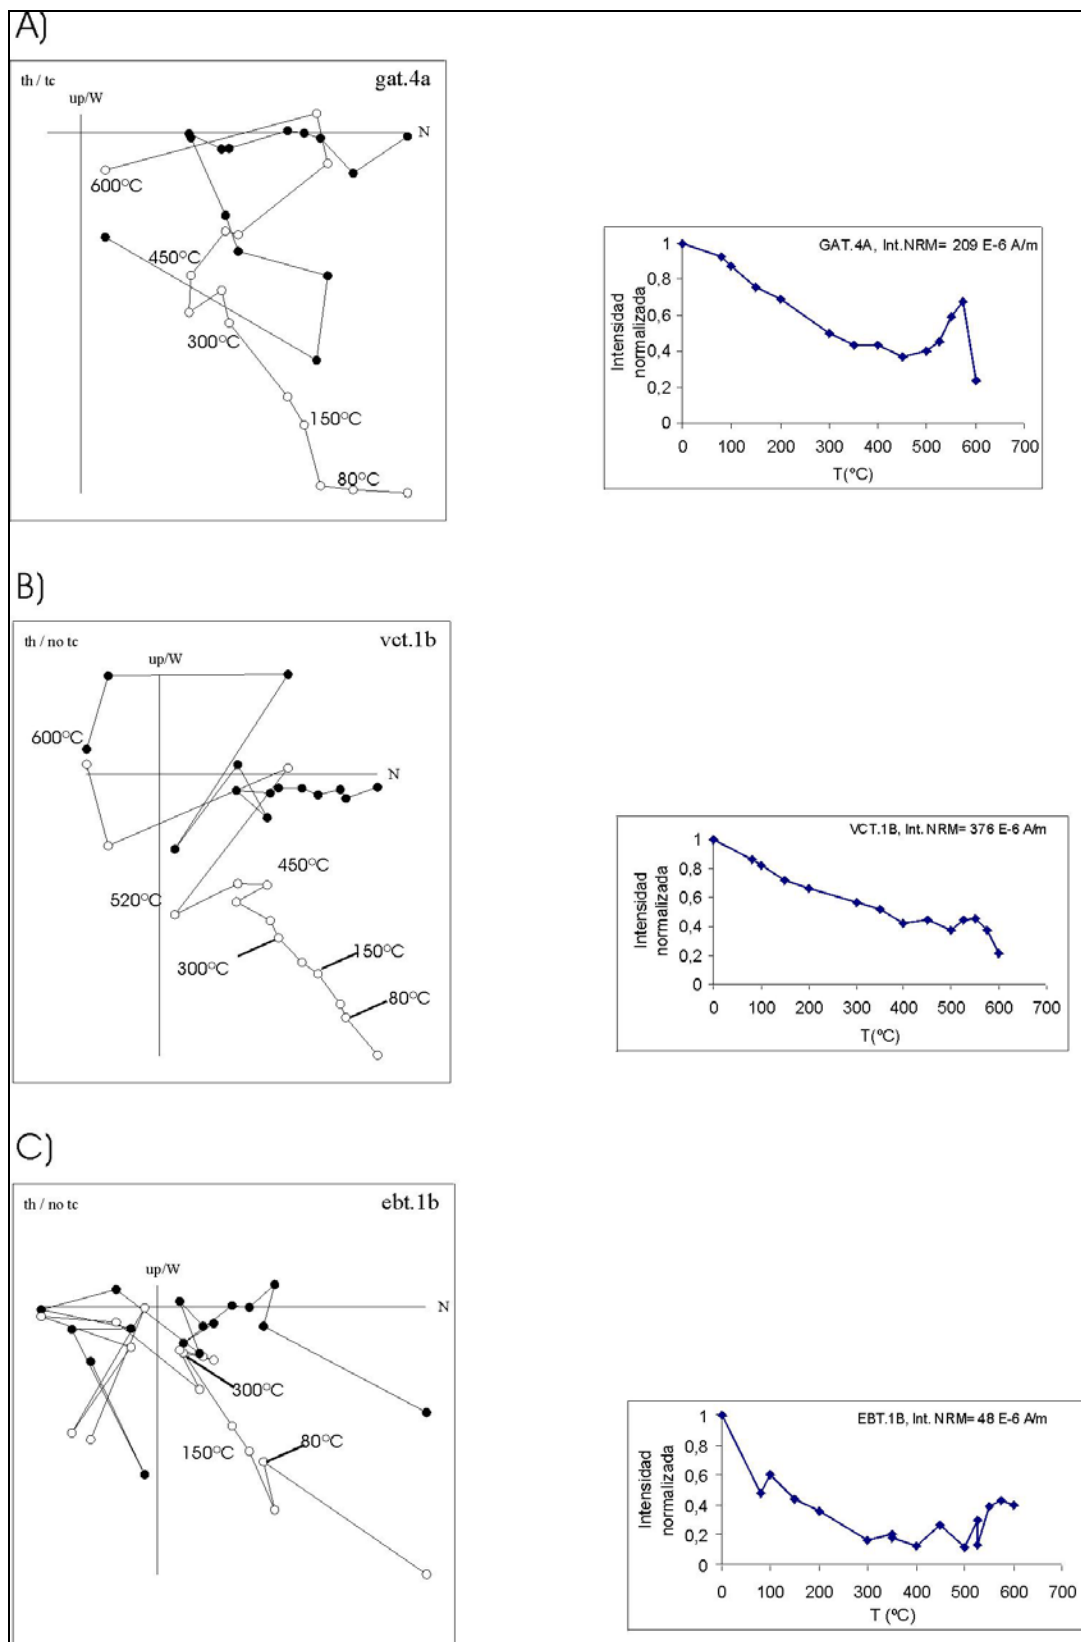 A)
th / tc
gat.4a
up/W
N
600°C
450°C
300°C
150°C
80°C
GAT.4A, Int.NRM= 209 E-6 A/m
Intensidad
normalizada
1
0,8
0,6
0,4
0,2
0
0 100 200 300 400 500 600 700
T(°C)
B)
th / no tc
vct.1b
up/W
600°C
N
450°C
520°C
150°C
300°C
80°C
VCT.1B, Int. NRM= 376 E-6 A/m
Intensidad
normalizada
1
0,8
0,6
0,4
0,2
0
0 100 200 300 400 500 600 700
T(ºC)
C)
th / no tc
ebt.1b
up/W
N
300°C
80°C
150°C
EBT.1B, Int. NRM= 48 E-6 A/m
Intensidad
normalizada
1
0,8
0,6
0,4
0,2
0
0 100 200 300 400 500 600 700
T (ºC)